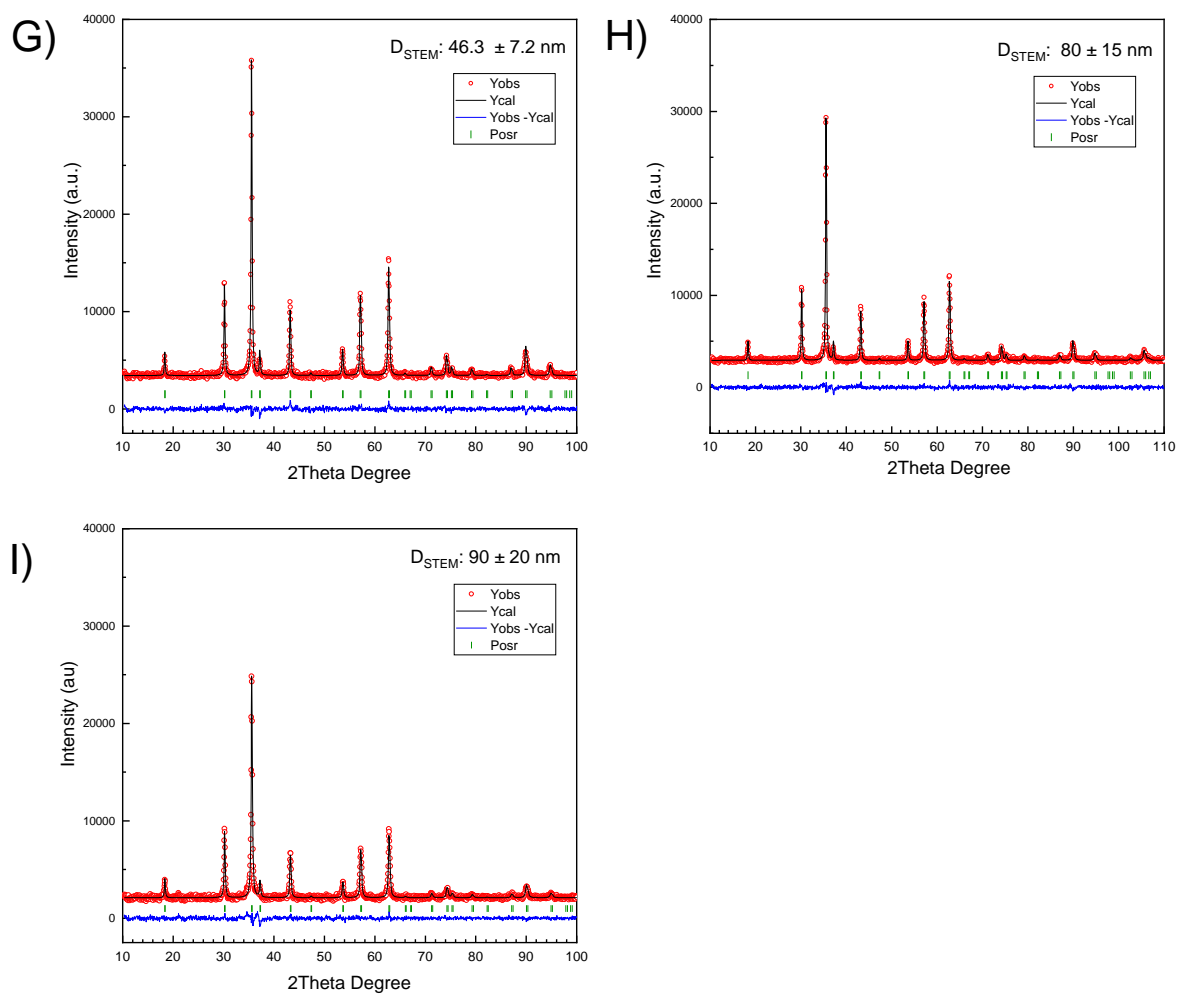 G)
D_STEM: 46.3 ± 7.2 nm
Yobs
Ycal
Yobs -Ycal
Posr
Intensity (a.u.)
40000
30000
20000
10000
0
10 20 30 40 50 60 70 80 90 100
2Theta Degree
H)
D_STEM: 80 ± 15 nm
Yobs
Ycal
Yobs -Ycal
Posr
Intensity (a.u.)
40000
30000
20000
10000
0
10 20 30 40 50 60 70 80 90 100 110
2Theta Degree
I)
D_STEM: 90 ± 20 nm
Yobs
Ycal
Yobs -Ycal
Posr
Intensity (au)
40000
30000
20000
10000
0
10 20 30 40 50 60 70 80 90 100
2Theta Degree